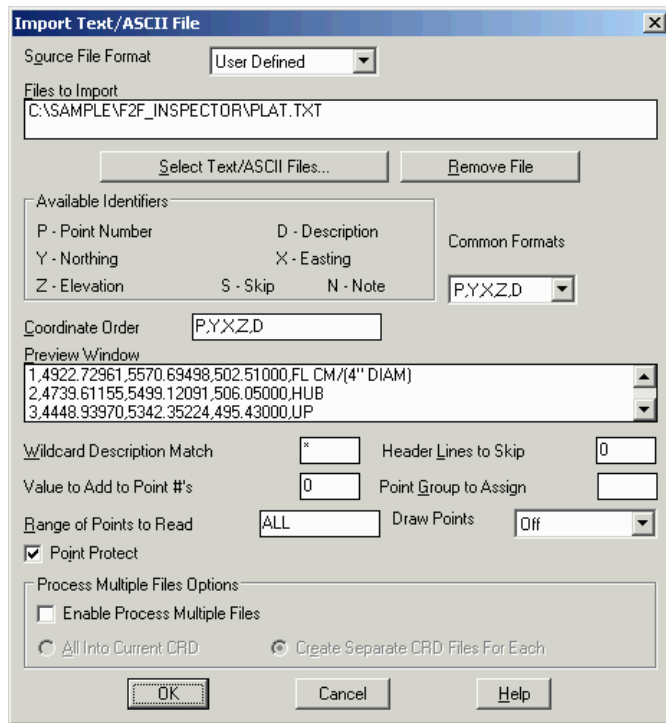 Import Text/ASCII File
Source File Format User Defined
Files to Import
C:\SAMPLE\F2F_INSPECTOR\PLAT.TXT
Select Text/ASCII Files... Remove File
Available Identifiers
P - Point Number D - Description
Y - Northing X - Easting
Z - Elevation S - Skip N - Note
Common Formats
P,Y,X,Z,D
Coordinate Order P,Y,X,Z,D
Preview Window
1,4922.72961,5570.69498,502.51000,FL CM/(4" DIAM)
2,4739.61155,5499.12091,506.05000,HUB
3,4448.93970,5342.35224,495.43000,UP
Wildcard Description Match * Header Lines to Skip 0
Value to Add to Point #'s 0 Point Group to Assign
Range of Points to Read ALL Draw Points Off
Point Protect
Process Multiple Files Options
Enable Process Multiple Files
All Into Current CRD Create Separate CRD Files For Each
OK Cancel Help